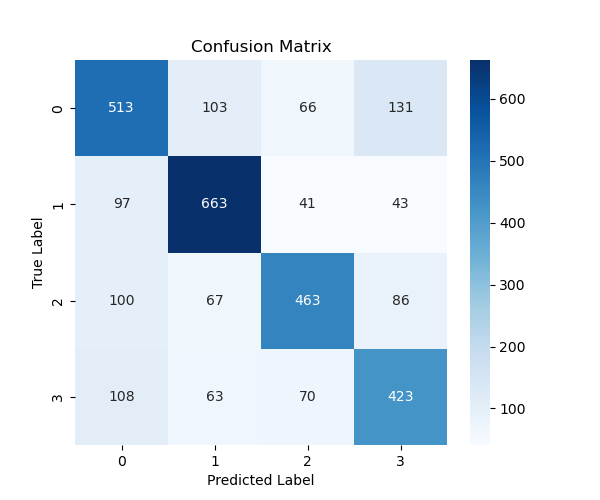 Confusion Matrix
0 513 103 66 131
1 97 663 41 43
2 100 67 463 86
3 108 63 70 423
0 1 2 3
Predicted Label
True Label
600
500
400
300
200
100